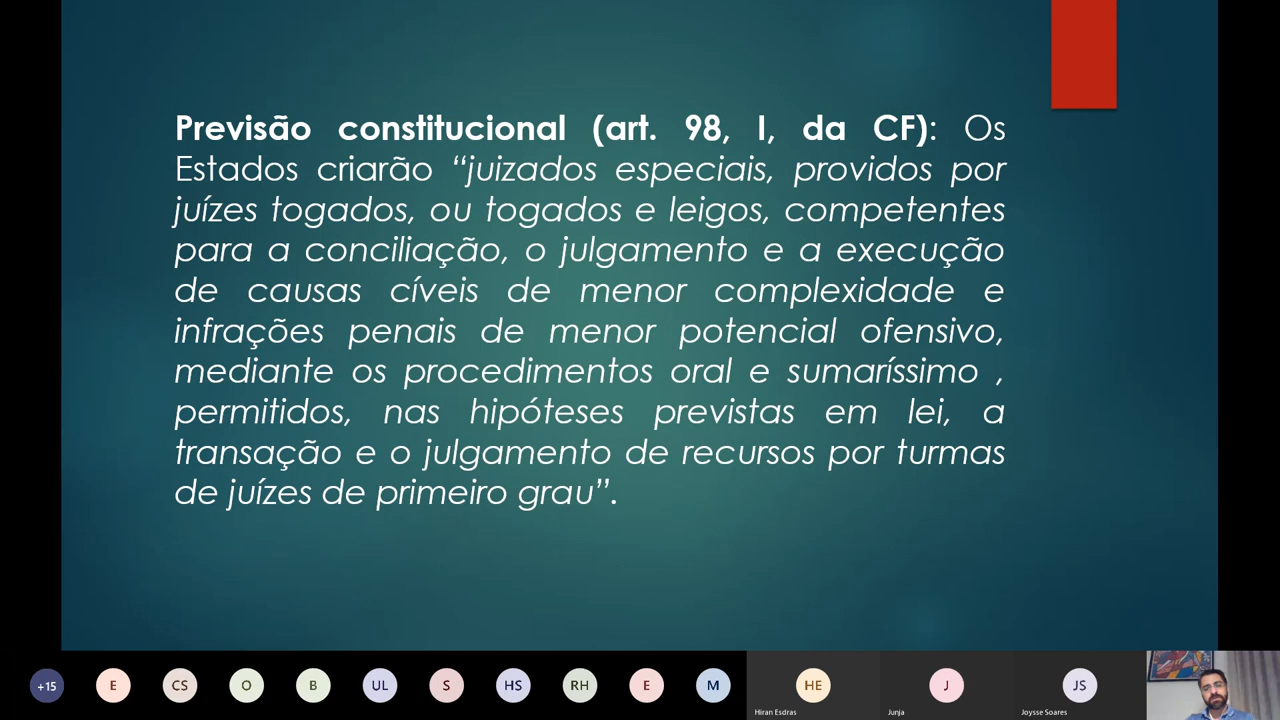 Previsão constitucional (art. 98, I, da CF): Os
Estados criarão “juizados especiais, providos por
juízes togados, ou togados e leigos, competentes
para a conciliação, o julgamento e a execução
de causas cíveis de menor complexidade e
infrações penais de menor potencial ofensivo,
mediante os procedimentos oral e sumaríssimo ,
permitidos, nas hipóteses previstas em lei, a
transação e o julgamento de recursos por turmas
de juízes de primeiro grau”.
+15 E CS O B UL S HS RH E M HE J JS
Hiran Esdras Junja Joysse Soares